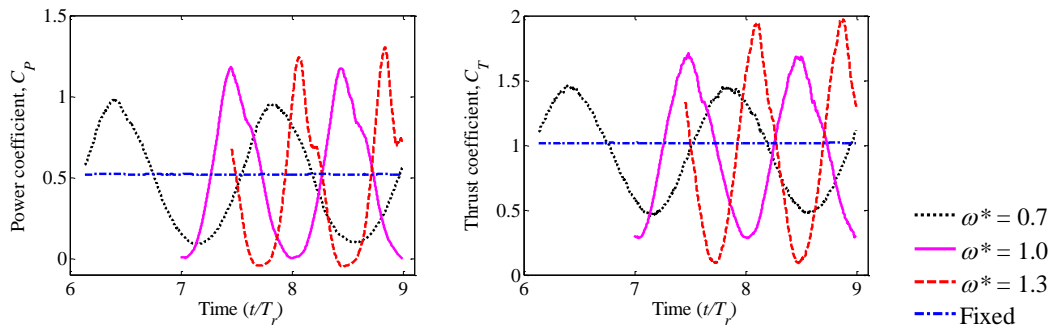 Power coefficient, C_P
1.5
1
0.5
0
6
7
8
9
Time (t/T_r)
Thrust coefficient, C_T
2
1.5
1
0.5
0
6
7
8
9
Time (t/T_r)
ω* = 0.7
ω* = 1.0
ω* = 1.3
Fixed